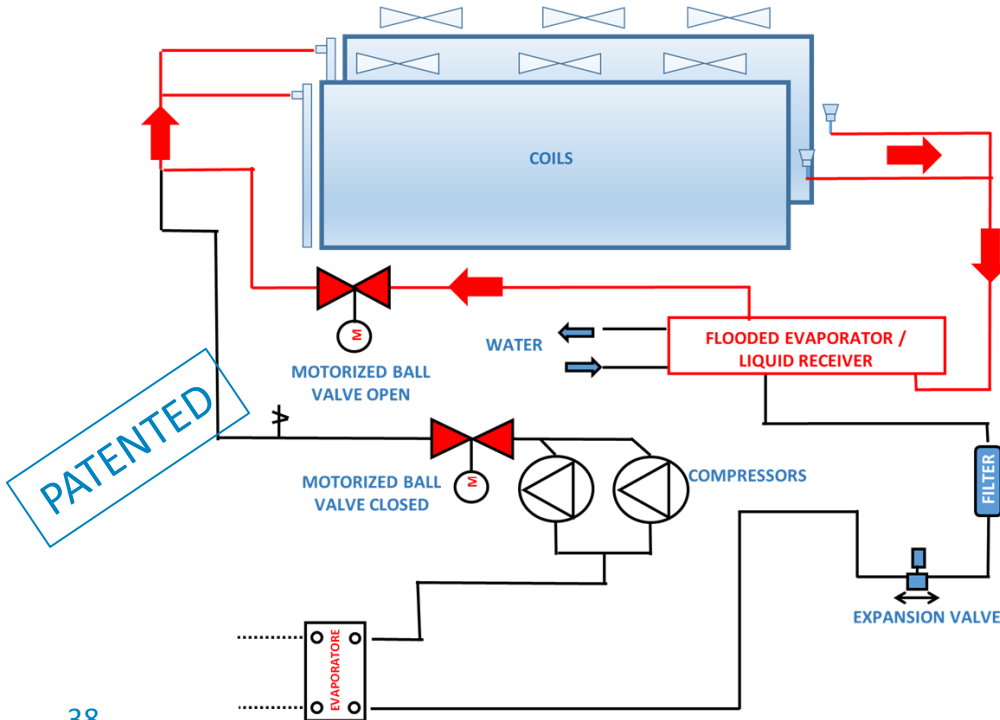 COILS
FLOODED EVAPORATOR /
LIQUID RECEIVER
WATER
M
MOTORIZED BALL
VALVE OPEN
PATENTED
M
MOTORIZED BALL
VALVE CLOSED
COMPRESSORS
FILTER
EXPANSION VALVE
EVAPORATORE
38